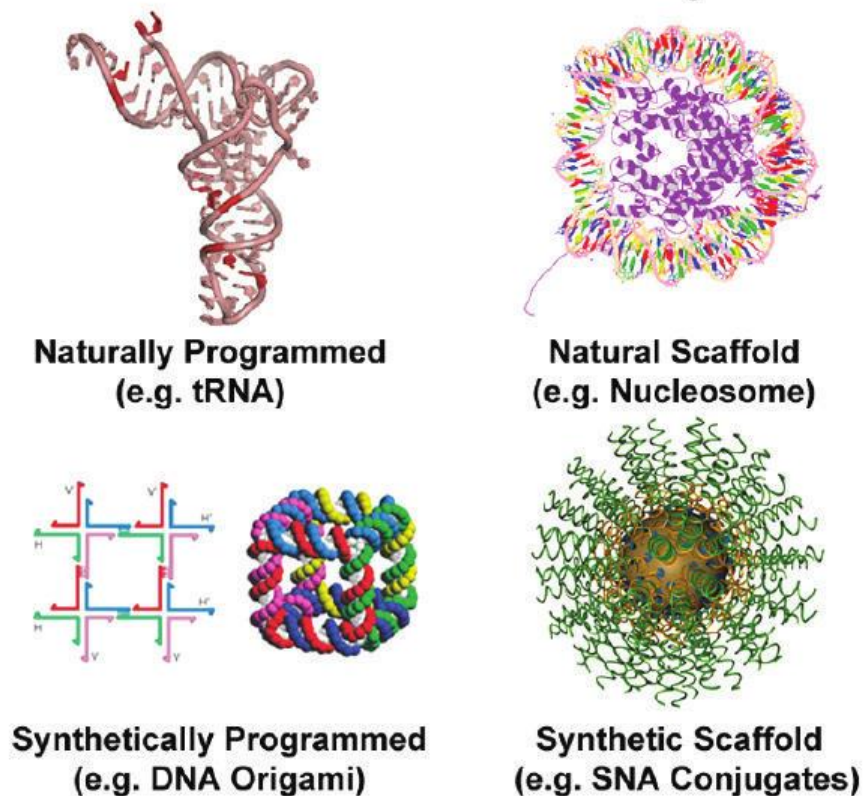 Naturally Programmed
(e.g. tRNA)
Natural Scaffold
(e.g. Nucleosome)
V' V'
H'
H
H'
H
V V
Synthetically Programmed
(e.g. DNA Origami)
Synthetic Scaffold
(e.g. SNA Conjugates)